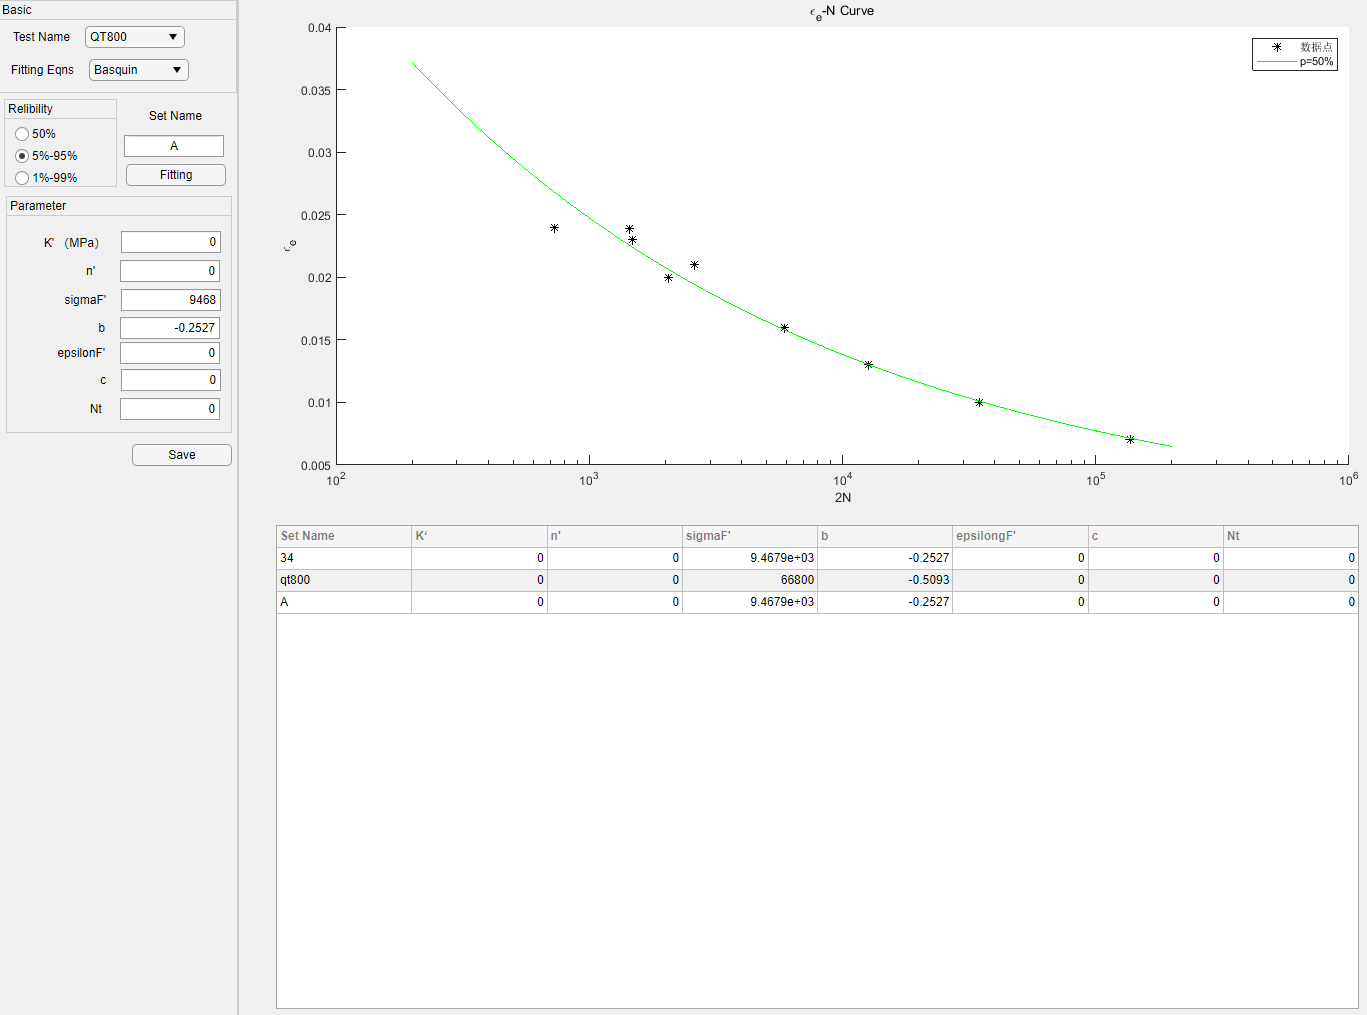 Basic
Test Name QT800
Fitting Eqns Basquin
Relibility
50%
5%-95%
1%-99%
Set Name
A
Fitting
Parameter
K' （MPa） 0
n' 0
sigmaF' 9468
b -0.2527
epsilonF' 0
c 0
Nt 0
Save
ϵe-N Curve
数据点
p=50%
0.04
0.035
0.03
0.025
0.02
0.015
0.01
0.005
ϵe
10^2 10^3 10^4 10^5 10^6
2N
Set Name K' n' sigmaF' b epsilongF' c Nt
34 0 0 9.4679e+03 -0.2527 0 0 0
qt800 0 0 66800 -0.5093 0 0 0
A 0 0 9.4679e+03 -0.2527 0 0 0